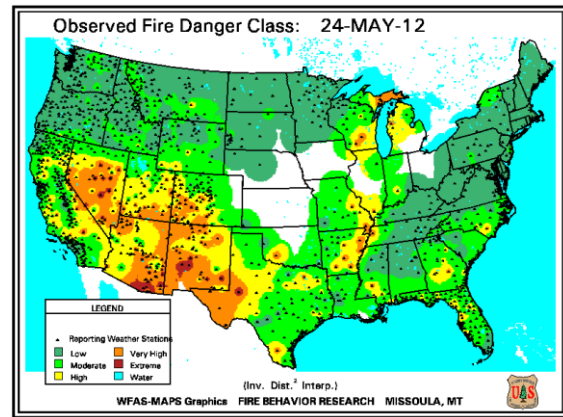 Observed Fire Danger Class: 24-MAY-12
LEGEND
Reporting Weather Stations
Low
Very High
Moderate
Extreme
High
Water
(Inv. Dist.² Interp.)
WFAS-MAPS Graphics FIRE BEHAVIOR RESEARCH MISSOULA, MT
UAS